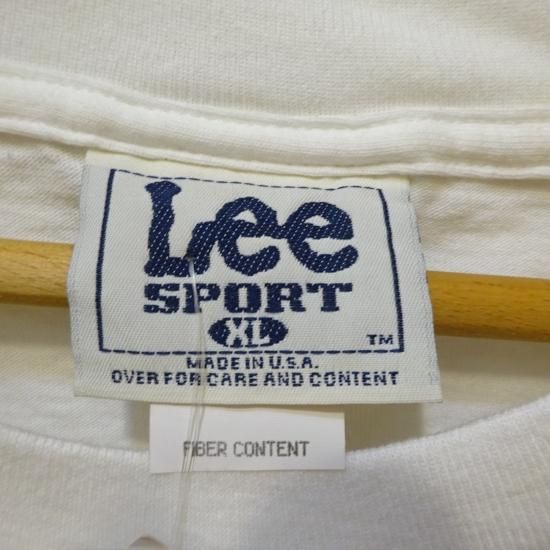 Lee
SPORT
XL
TM
MADE IN U.S.A.
OVER FOR CARE AND CONTENT
FIBER CONTENT